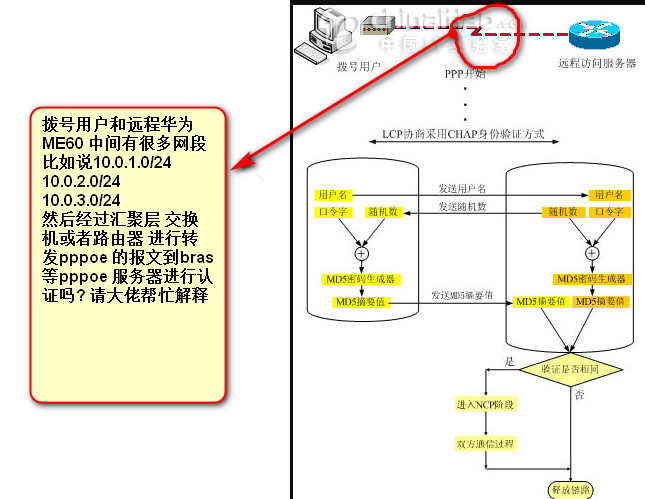 拨号用户
远程访问服务器
PPP开始
LCP协商采用CHAP身份验证方式
拨号用户和远程华为
ME60 中间有很多网段
比如说10.0.1.0/24
10.0.2.0/24
10.0.3.0/24
然后经过汇聚层 交换
机或者路由器 进行转
发pppoe 的报文到bras
等pppoe 服务器进行认
证吗? 请大佬帮忙解释
用户名
发送用户名
用户名
口令字
随机数
发送随机数
随机数
口令字
MD5密码生成器
MD5密码生成器
MD5摘要值
发送MD5摘要值
MD5摘要值
MD5摘要值
是
验证是否相同
否
进入NCP阶段
双方通信过程
释放链路